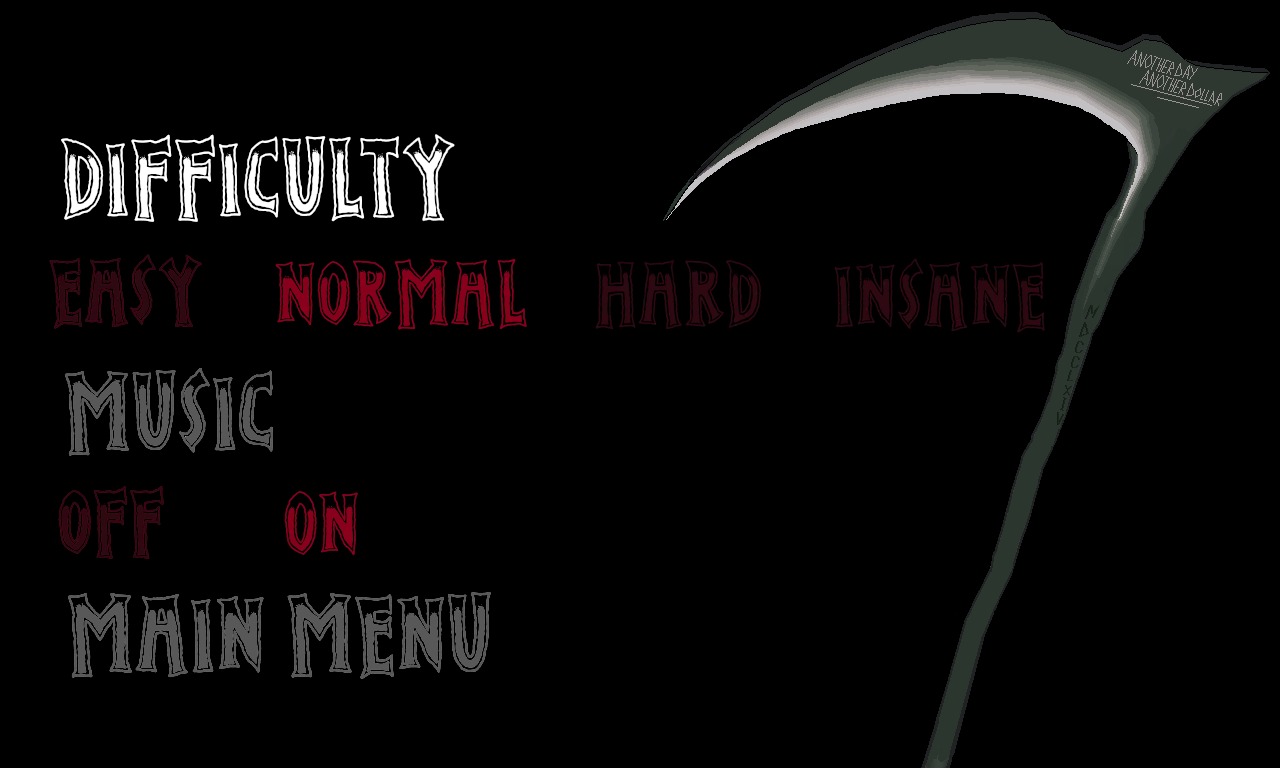 ANOTHER DAY
ANOTHER DOLLAR
DIFFICULTY
EASY NORMAL HARD INSANE
MUSIC
OFF ON
MAIN MENU